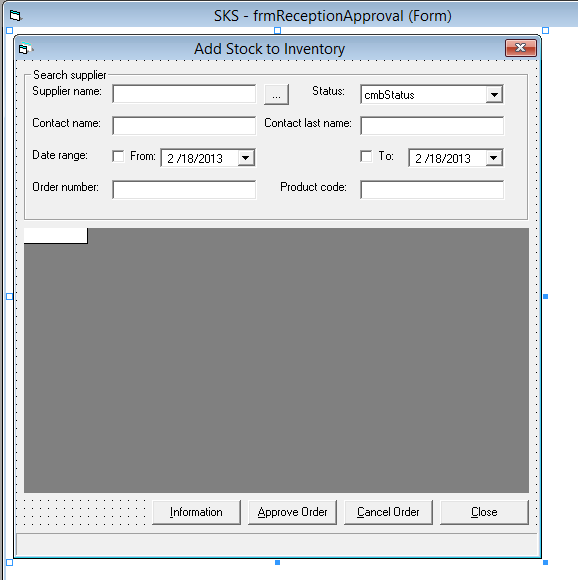 SKS - frmReceptionApproval (Form)
Add Stock to Inventory
Search supplier
Supplier name: ... Status: cmbStatus
Contact name: Contact last name:
Date range: From: 2 /18/2013 To: 2 /18/2013
Order number: Product code:
Information Approve Order Cancel Order Close